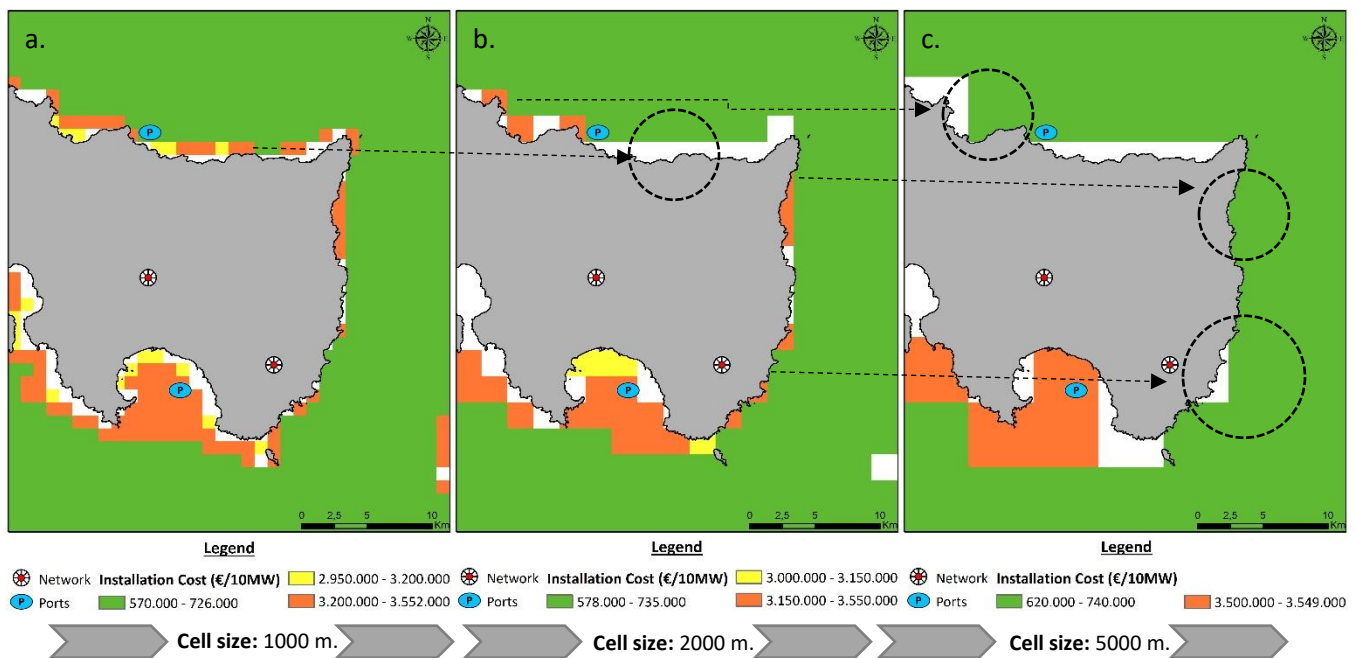 a.
N
W E
S
P
P
0 2,5 5 10
Km
b.
N
W E
S
P
P
0 2,5 5 10
Km
c.
N
W E
S
P
P
0 2,5 5 10
Km
Legend
Network Installation Cost (€/10MW) 2.950.000 - 3.200.000
P Ports 570.000 - 726.000 3.200.000 - 3.552.000
Legend
Network Installation Cost (€/10MW) 3.000.000 - 3.150.000
P Ports 578.000 - 735.000 3.150.000 - 3.550.000
Legend
Network Installation Cost (€/10MW)
P Ports 620.000 - 740.000 3.500.000 - 3.549.000
Cell size: 1000 m.
Cell size: 2000 m.
Cell size: 5000 m.